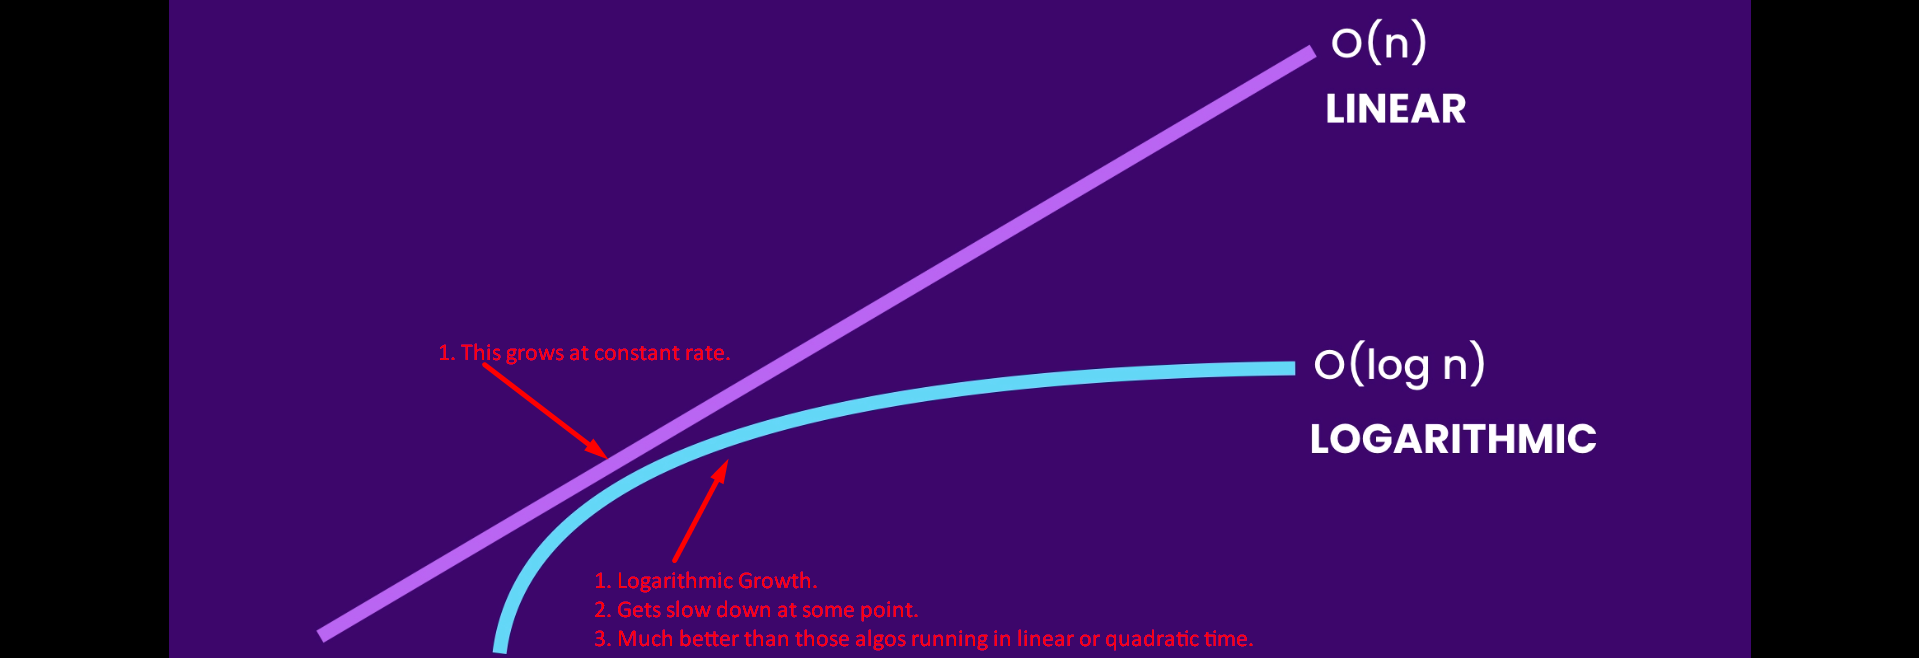 O(n)
LINEAR
1. This grows at constant rate.
O(log n)
LOGARITHMIC
1. Logarithmic Growth.
2. Gets slow down at some point.
3. Much better than those algos running in linear or quadratic time.